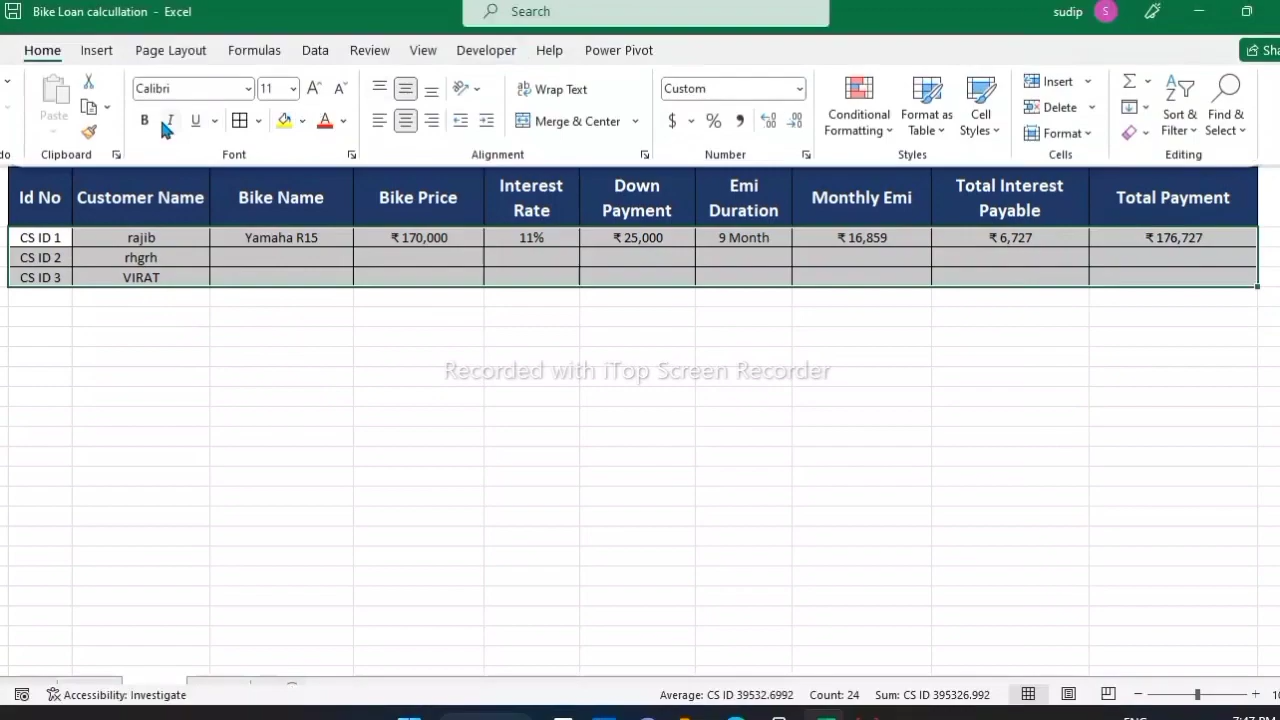 Bike Loan calcullation - Excel
Search
sudip
S
Home Insert Page Layout Formulas Data Review View Developer Help Power Pivot
Paste
Calibri
11
B I U A
Wrap Text
Merge & Center
Custom
$ % ,
Conditional Formatting
Format as Table
Cell Styles
Insert
Delete
Format
Sort & Filter
Find & Select
Clipboard Font Alignment Number Styles Cells Editing
Id No Customer Name Bike Name Bike Price Interest Rate Down Payment Emi Duration Monthly Emi Total Interest Payable Total Payment
CS ID 1 rajib Yamaha R15 ₹ 170,000 11% ₹ 25,000 9 Month ₹ 16,859 ₹ 6,727 ₹ 176,727
CS ID 2 rhgrh
CS ID 3 VIRAT
Recorded with iTop Screen Recorder
Accessibility: Investigate Average: CS ID 39532.6992 Count: 24 Sum: CS ID 395326.992